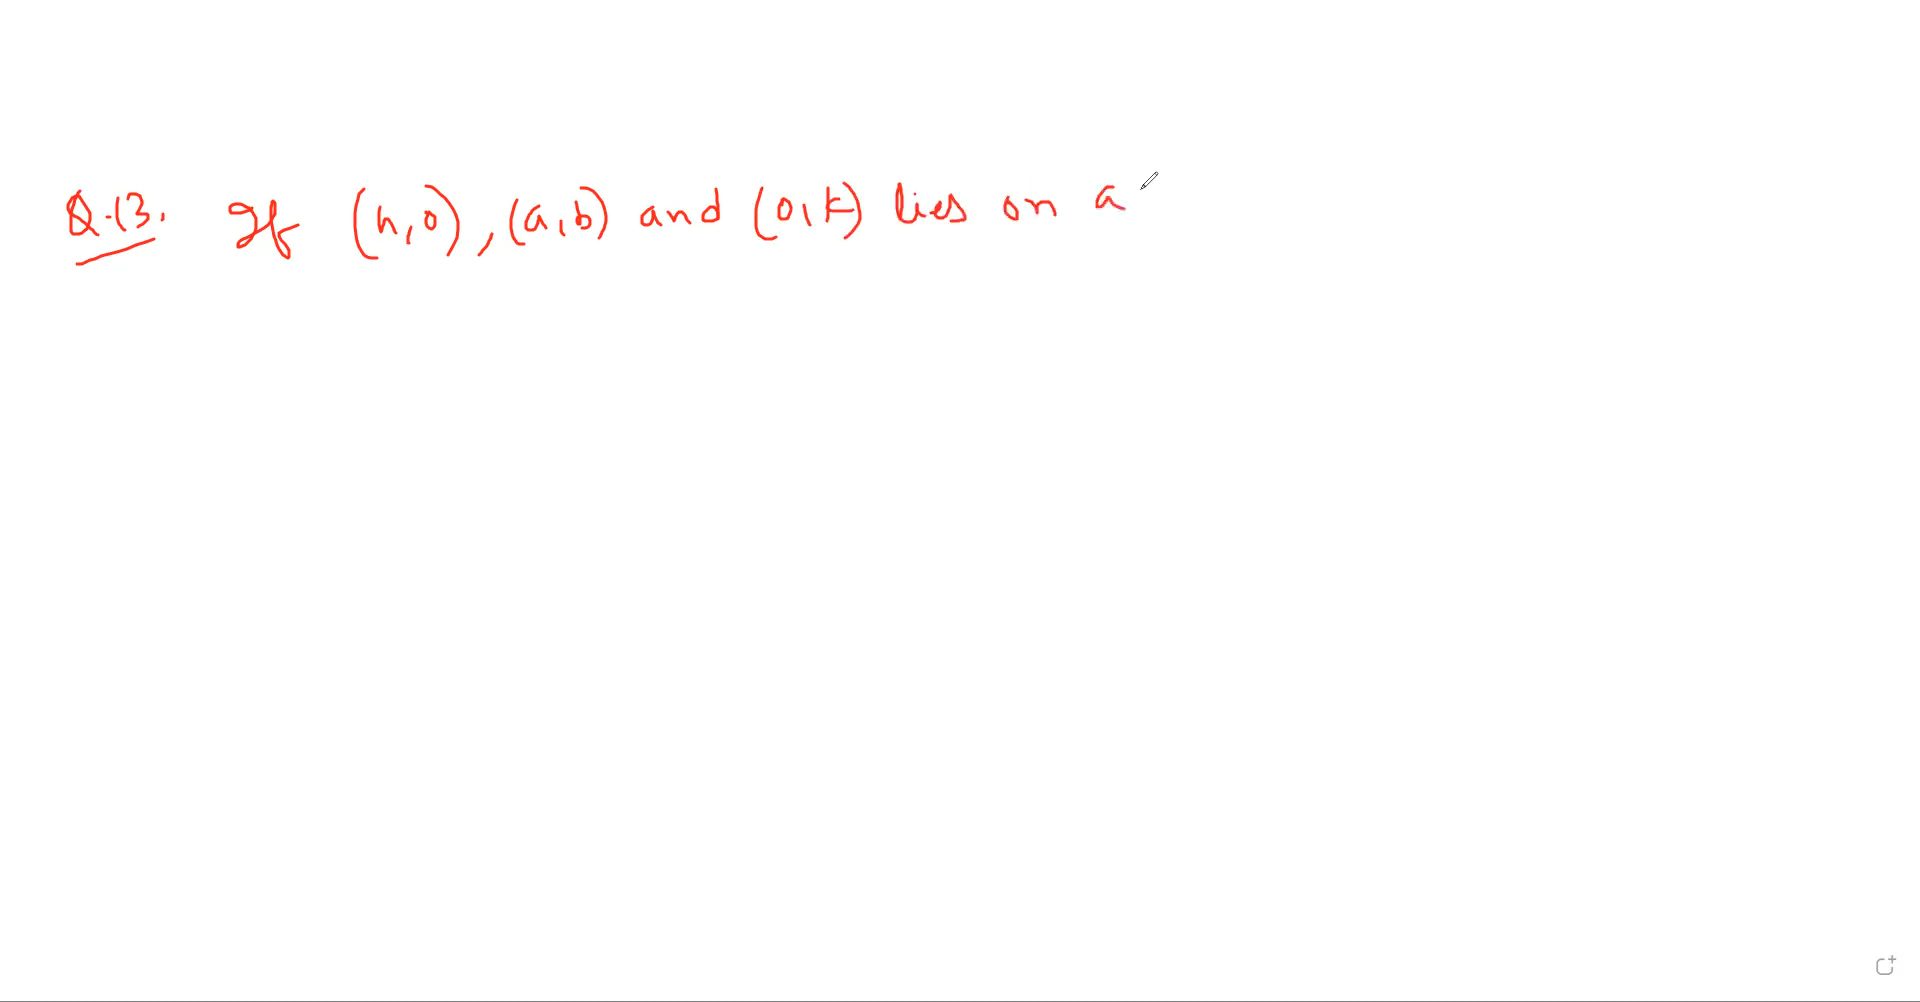 Q.13. If (h,0), (a,b) and (0,k) lies on a